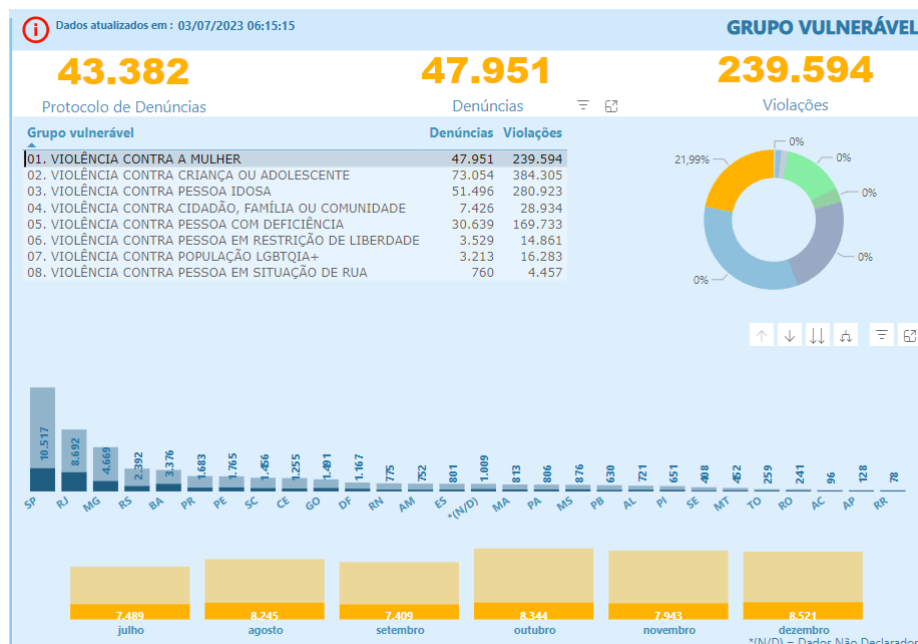 Dados atualizados em : 03/07/2023 06:15:15
GRUPO VULNERÁVEL
43.382
47.951
239.594
Protocolo de Denúncias
Denúncias
Violações
Grupo vulnerável Denúncias Violações
01. VIOLÊNCIA CONTRA A MULHER 47.951 239.594
02. VIOLÊNCIA CONTRA CRIANÇA OU ADOLESCENTE 73.054 384.305
03. VIOLÊNCIA CONTRA PESSOA IDOSA 51.496 280.923
04. VIOLÊNCIA CONTRA CIDADÃO, FAMÍLIA OU COMUNIDADE 7.426 28.934
05. VIOLÊNCIA CONTRA PESSOA COM DEFICIÊNCIA 30.639 169.733
06. VIOLÊNCIA CONTRA PESSOA EM RESTRIÇÃO DE LIBERDADE 3.529 14.861
07. VIOLÊNCIA CONTRA POPULAÇÃO LGBTQIA+ 3.213 16.283
08. VIOLÊNCIA CONTRA PESSOA EM SITUAÇÃO DE RUA 760 4.457
0%
21,99% 0%
0%
0%
0%
10.517 8.692 4.669 2.392 3.376 1.683 1.765 1.456 1.255 1.491 1.167 775 752 801 1.009 813 806 876 630 721 651 408 452 259 241 96 128 78
SP RJ MG RS BA PR PE SC CE GO DF RN AM ES *(N/D) MA PA MS PB AL PI SE MT TO RO AC AP RR
7.489 8.245 7.409 8.344 7.943 8.521
julho agosto setembro outubro novembro dezembro
*(N/D) = Dados Não Declarados